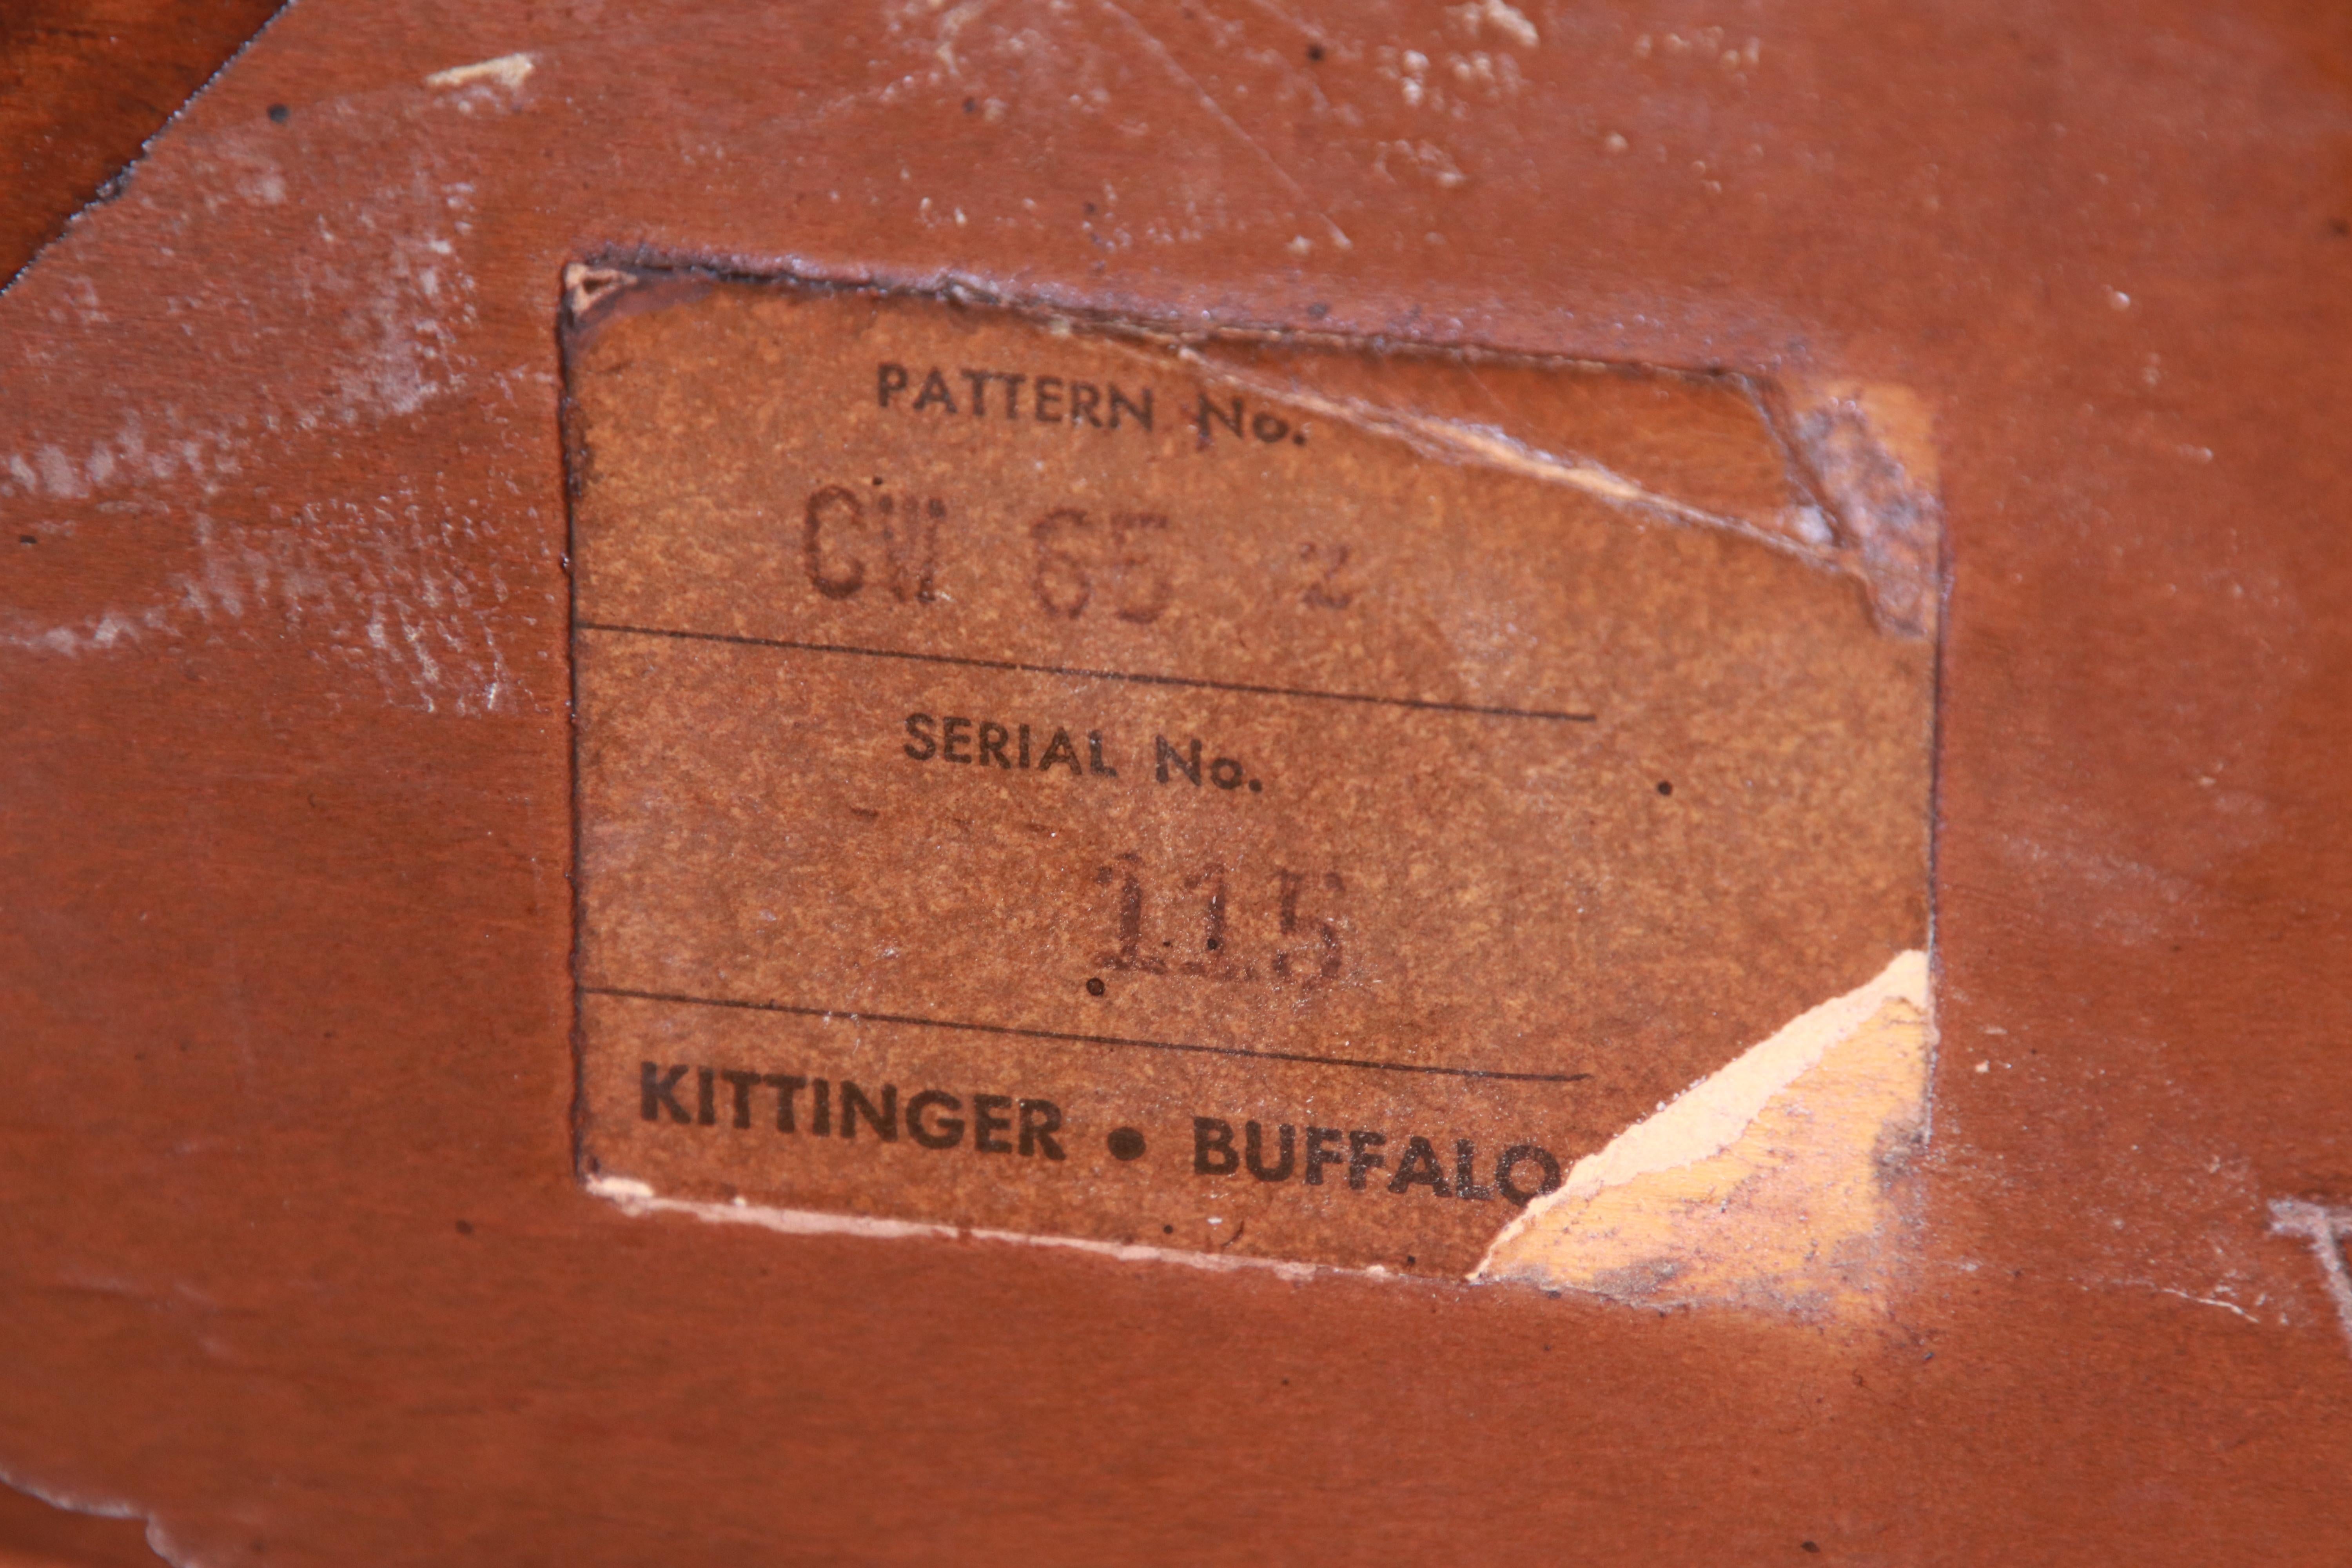 PATTERN No.
CW 65 2
SERIAL No.
115
KITTINGER • BUFFALO